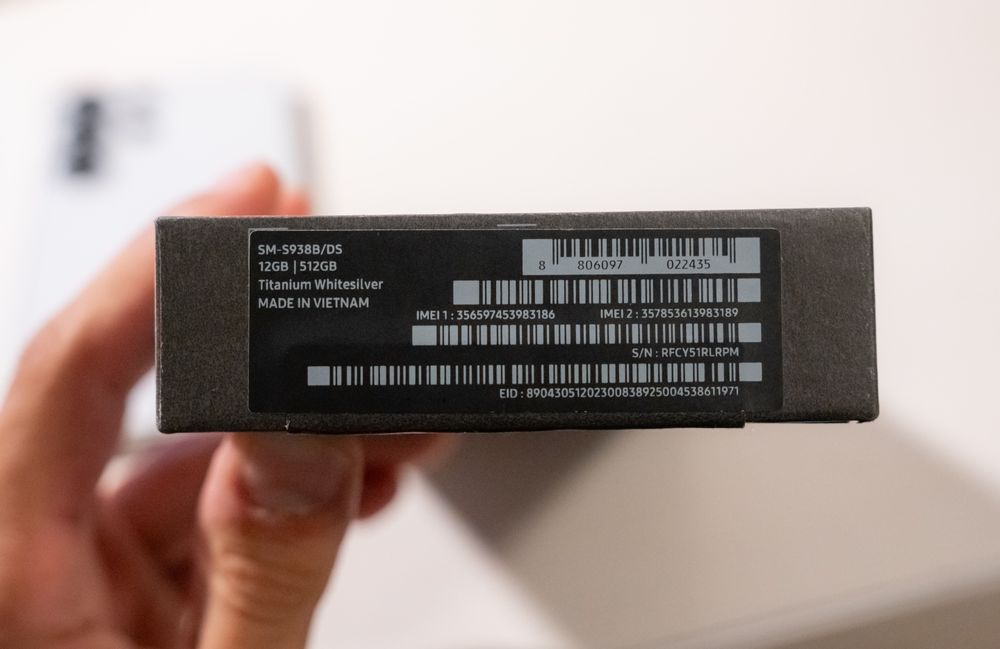 SM-S938B/DS
12GB | 512GB
Titanium Whitesilver
MADE IN VIETNAM
8 806097 022435
IMEI 1 : 356597453983186 IMEI 2 : 357853613983189
S/N : RFCY51RLRPM
EID : 89043051202300838925004538611971